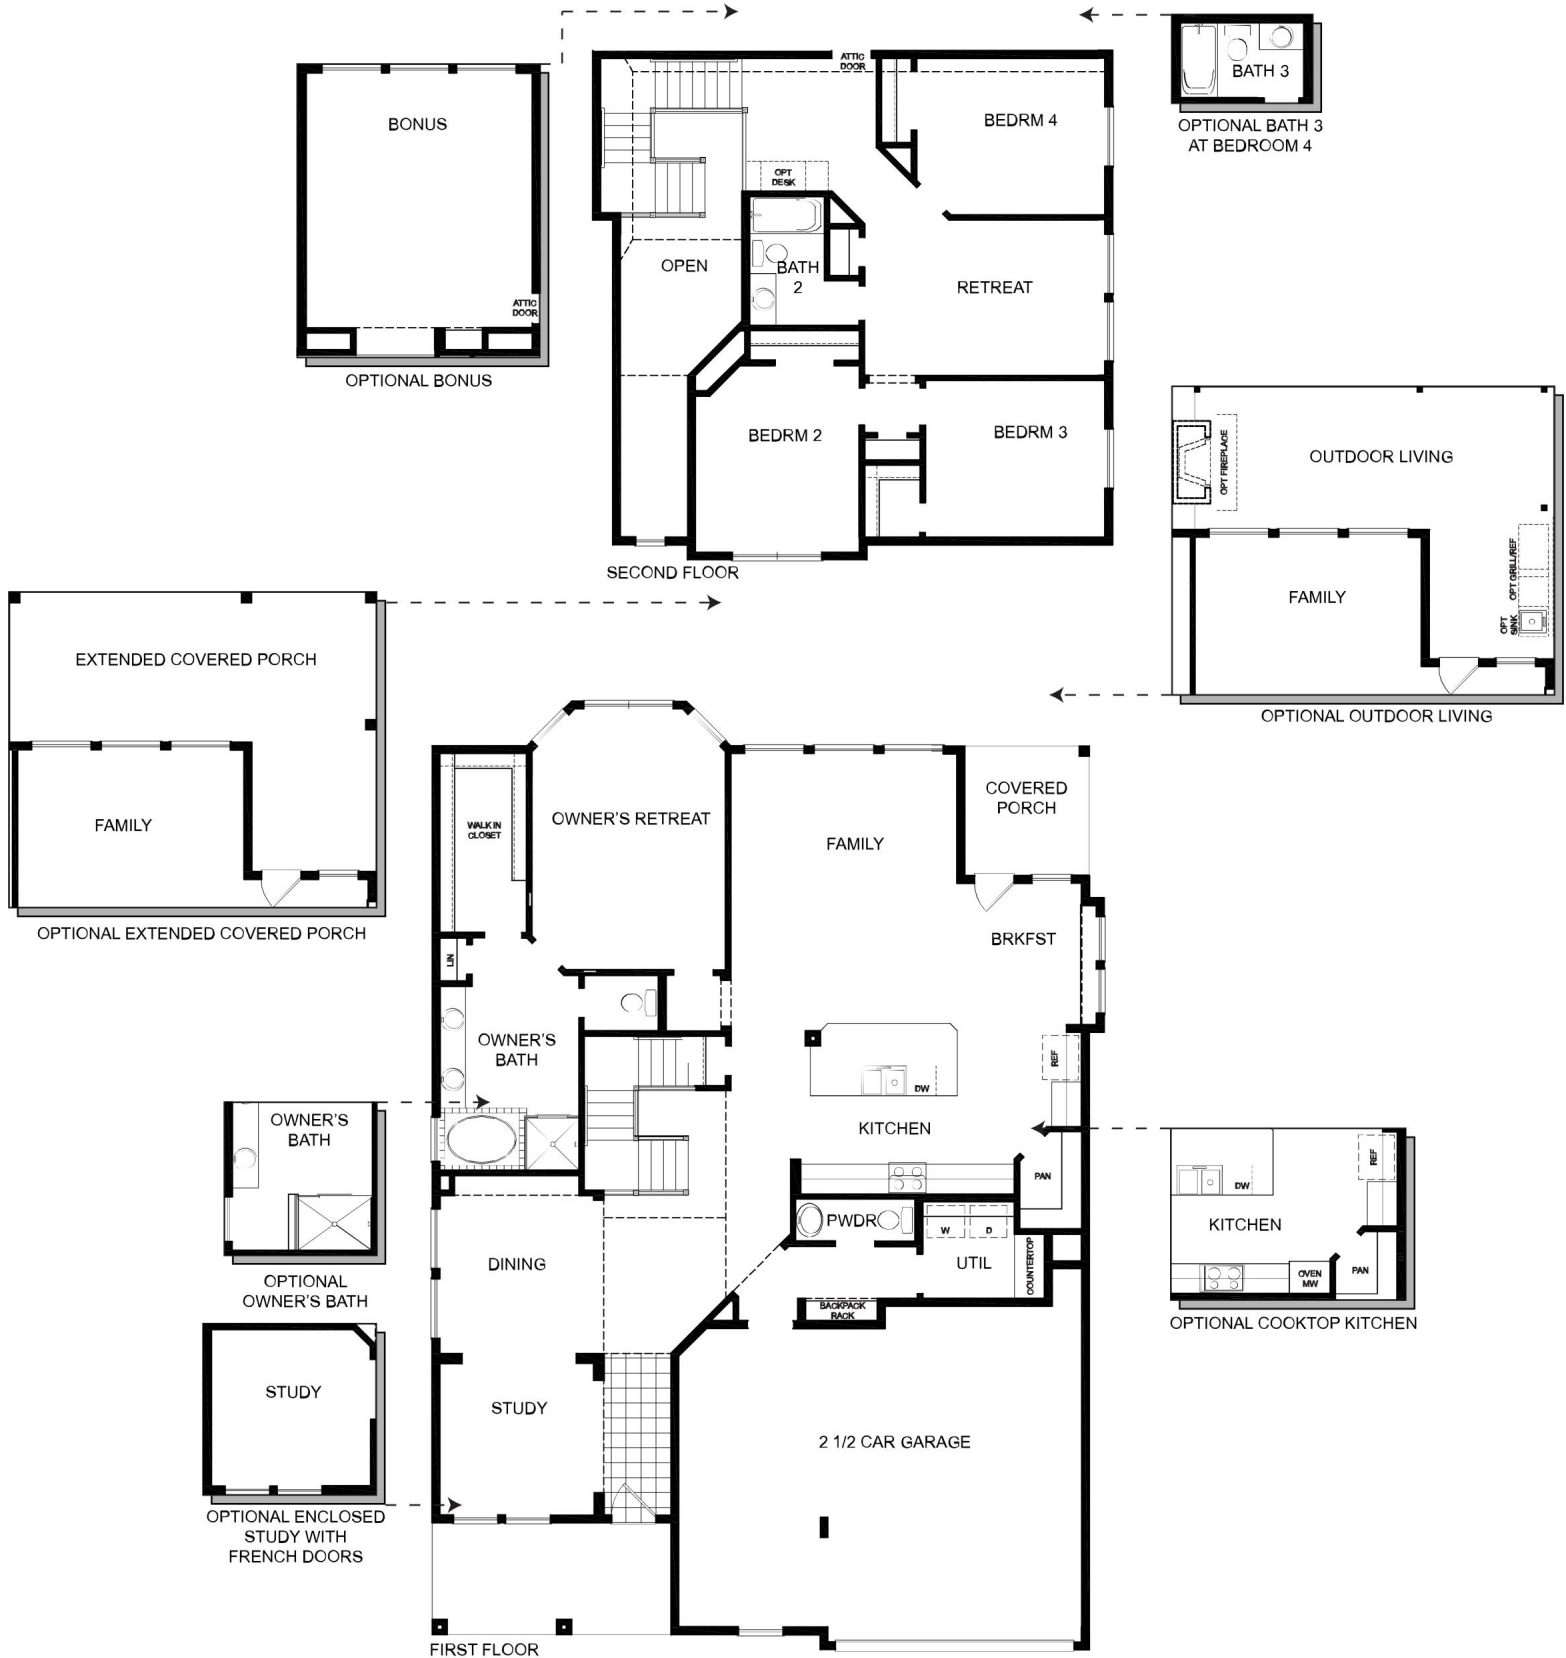 BONUS
ATTIC
DOOR
OPTIONAL BONUS
ATTIC
DOOR
BEDRM 4
OPT
DESK
OPEN
BATH
2
RETREAT
BEDRM 2
BEDRM 3
SECOND FLOOR
BATH 3
OPTIONAL BATH 3
AT BEDROOM 4
OUTDOOR LIVING
OPT FIREPLACE
FAMILY
OPT GRILL/REF
OPT
SINK
OPTIONAL OUTDOOR LIVING
EXTENDED COVERED PORCH
FAMILY
OPTIONAL EXTENDED COVERED PORCH
WALK IN
CLOSET
OWNER'S RETREAT
FAMILY
COVERED
PORCH
BRKFST
LIN
OWNER'S
BATH
REF
DW
KITCHEN
PAN
PWDR
W
D
UTIL
COUNTERTOP
DINING
BACKPACK
RACK
STUDY
2 1/2 CAR GARAGE
FIRST FLOOR
OWNER'S
BATH
OPTIONAL
OWNER'S BATH
STUDY
OPTIONAL ENCLOSED
STUDY WITH
FRENCH DOORS
REF
DW
KITCHEN
OVEN
MW
PAN
OPTIONAL COOKTOP KITCHEN